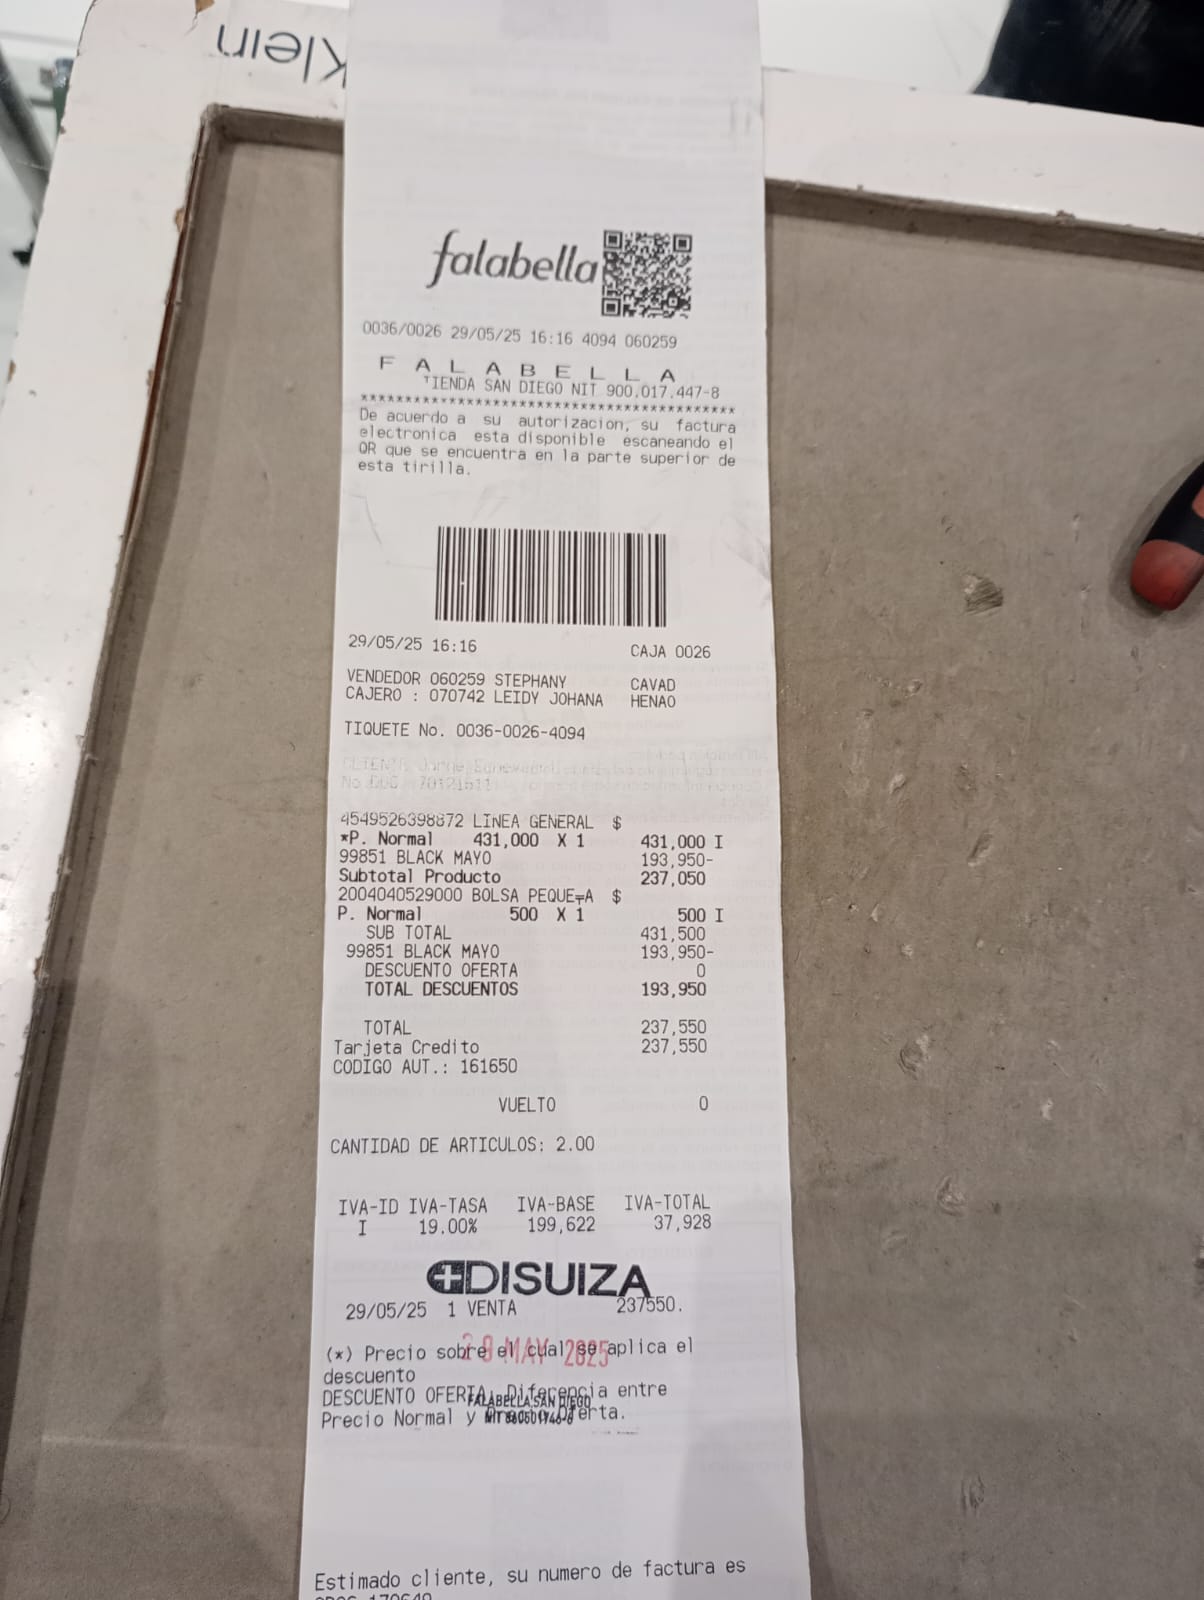 Klein
falabella
0036/0026 29/05/25 16:16 4094 060259
F A L A B E L L A
TIENDA SAN DIEGO NIT 900.017.447-8
******************************************
De acuerdo a su autorizacion, su factura
electronica esta disponible escaneando el
QR que se encuentra en la parte superior de
esta tirilla.
29/05/25 16:16 CAJA 0026
VENDEDOR 060259 STEPHANY CAVAD
CAJERO : 070742 LEIDY JOHANA HENAO
TIQUETE No. 0036-0026-4094
CLIENTE Jorge
No DOC
4549526398872 LINEA GENERAL $
*P. Normal 431,000 X 1 431,000 I
99851 BLACK MAYO 193,950-
Subtotal Producto 237,050
2004040529000 BOLSA PEQUE┬A $
P. Normal 500 X 1 500 I
SUB TOTAL 431,500
99851 BLACK MAYO 193,950-
DESCUENTO OFERTA 0
TOTAL DESCUENTOS 193,950
TOTAL 237,550
Tarjeta Credito 237,550
CODIGO AUT.: 161650
VUELTO 0
CANTIDAD DE ARTICULOS: 2.00
IVA-ID IVA-TASA IVA-BASE IVA-TOTAL
I 19.00% 199,622 37,928
DISUIZA
29/05/25 1 VENTA 237550.
29 MAY 2025
(*) Precio sobre el cual se aplica el
descuento
DESCUENTO OFERTA: Diferencia entre
FALABELLA SAN DIEGO
Precio Normal y Precio Oferta.
Estimado cliente, su numero de factura es